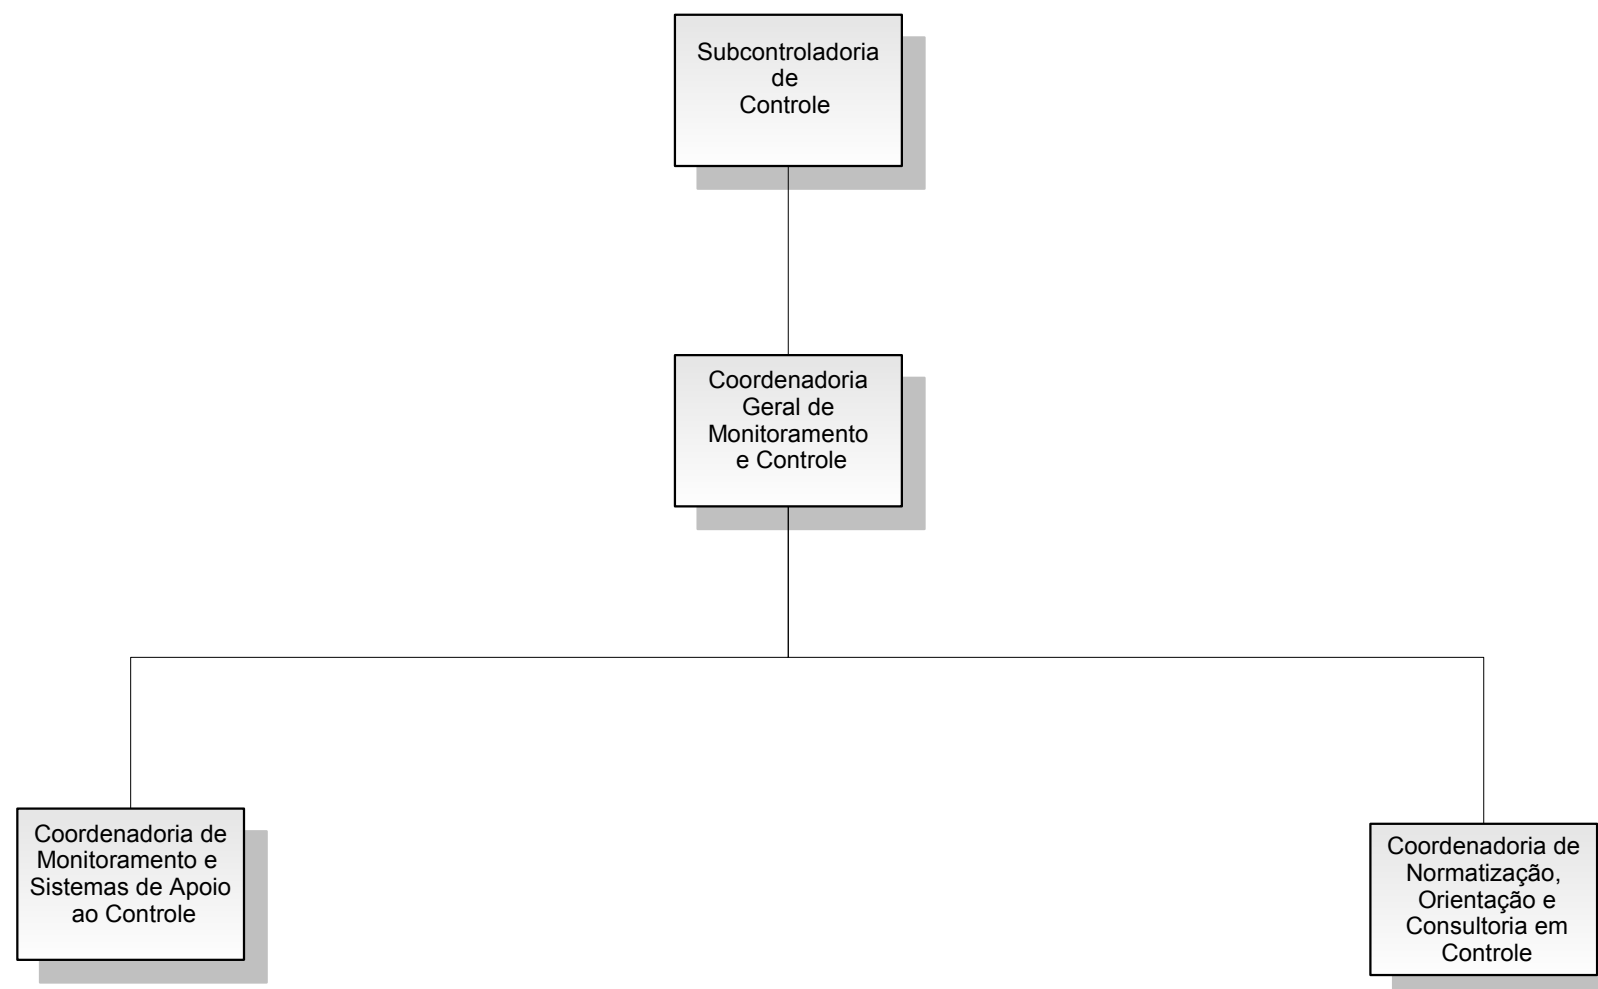 Subcontroladoria
de
Controle
Coordenadoria
Geral de
Monitoramento
e Controle
Coordenadoria de
Monitoramento e
Sistemas de Apoio
ao Controle
Coordenadoria de
Normatização,
Orientação e
Consultoria em
Controle